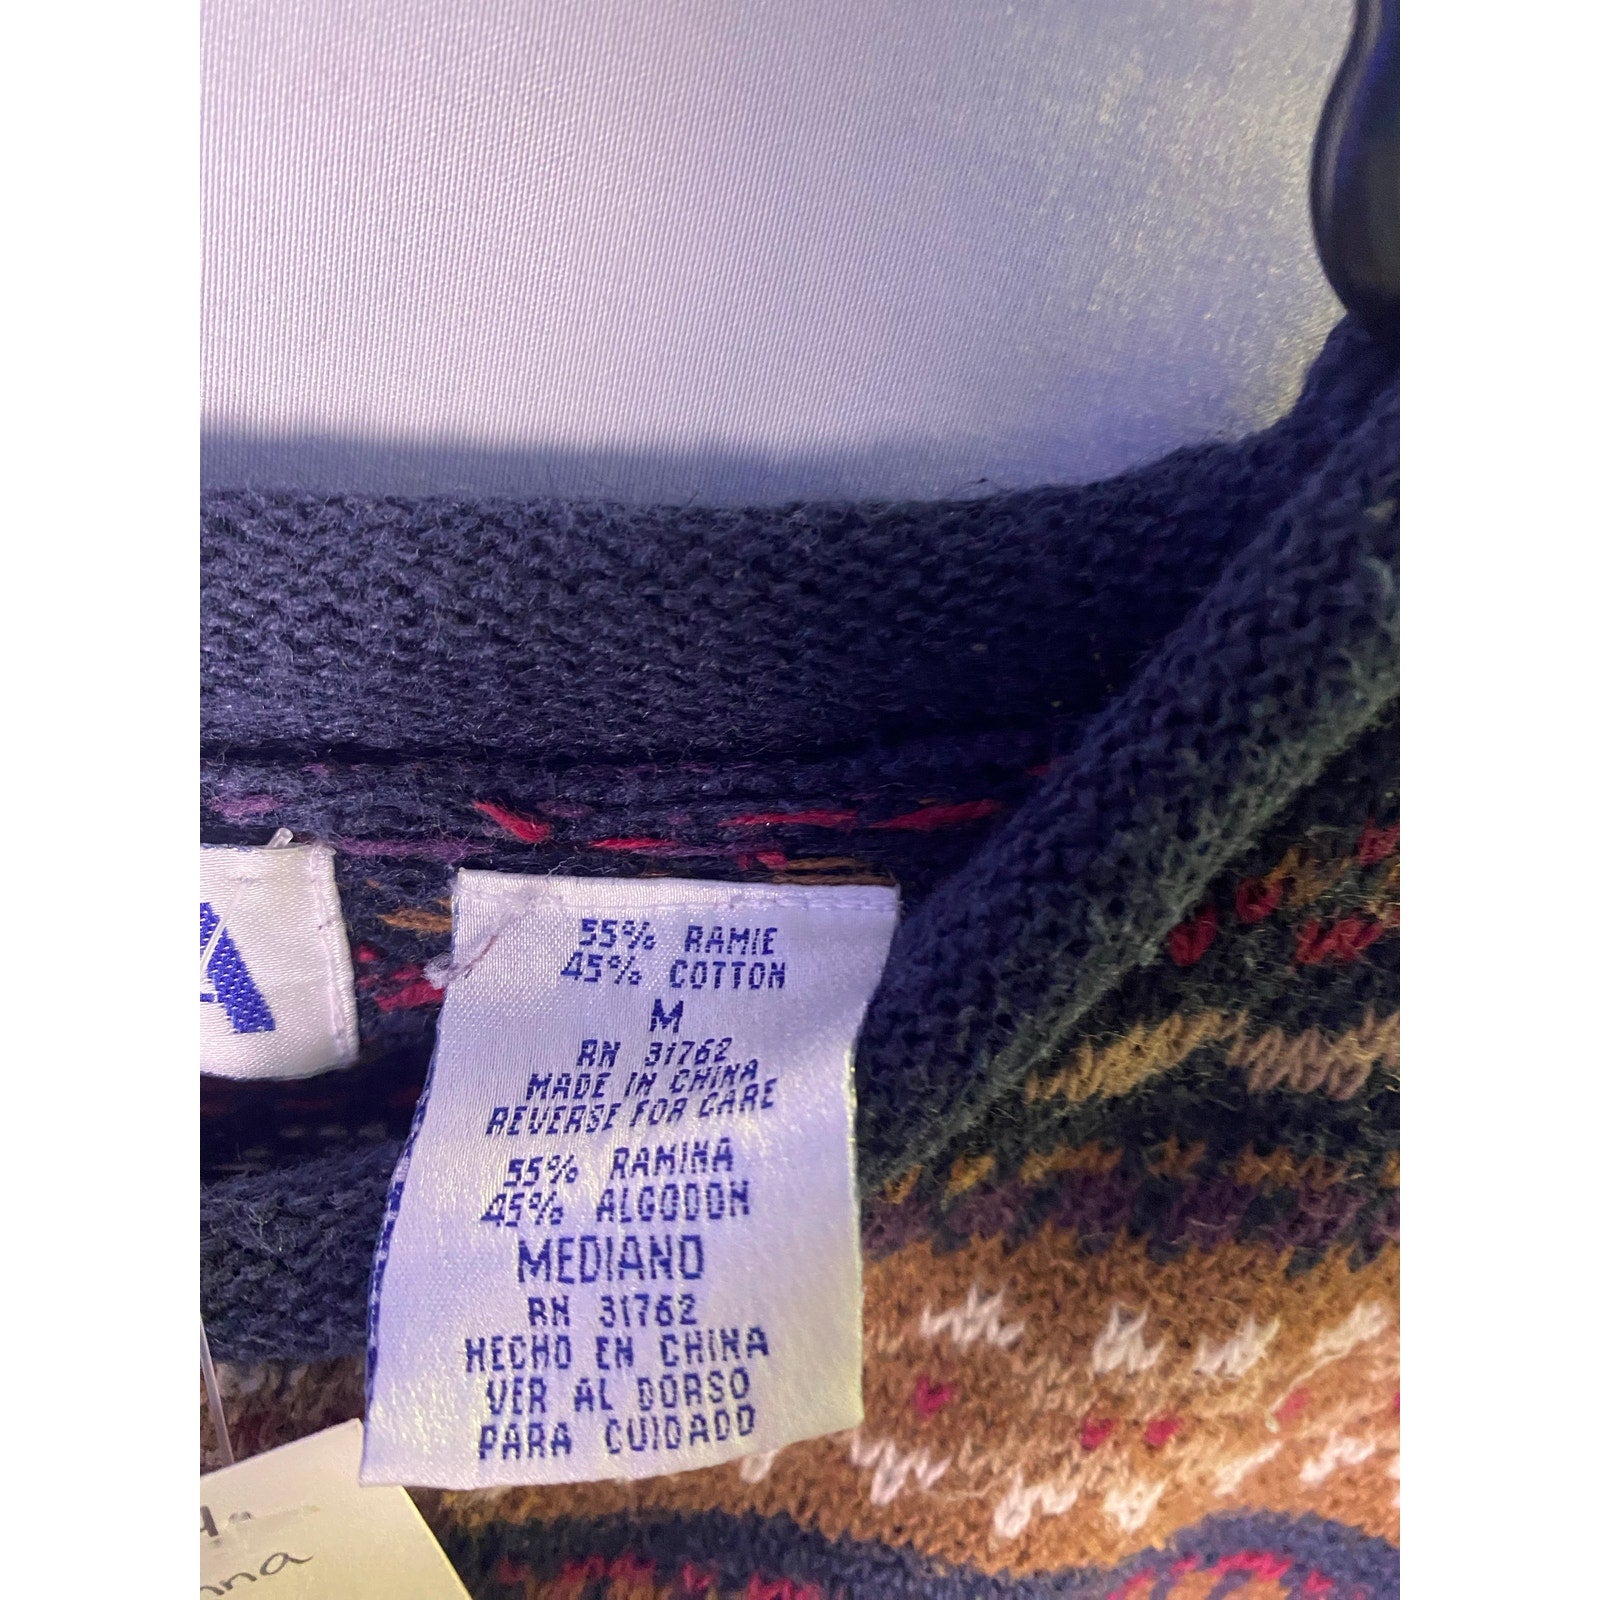 55% RAMIE
45% COTTON
M
RN 31762
MADE IN CHINA
REVERSE FOR CARE
55% RAMINA
45% ALGODON
MEDIANO
RN 31762
HECHO EN CHINA
VER AL DORSO
PARA CUIDADO
A